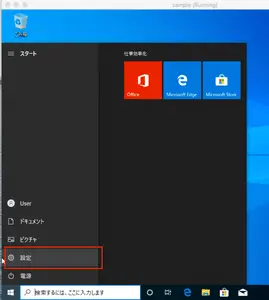 sample [Running]
ごみ箱
スタート
仕事効率化
Office
Microsoft Edge
Microsoft Store
User
ドキュメント
ピクチャ
設定
電源
検索するには、ここに入力します